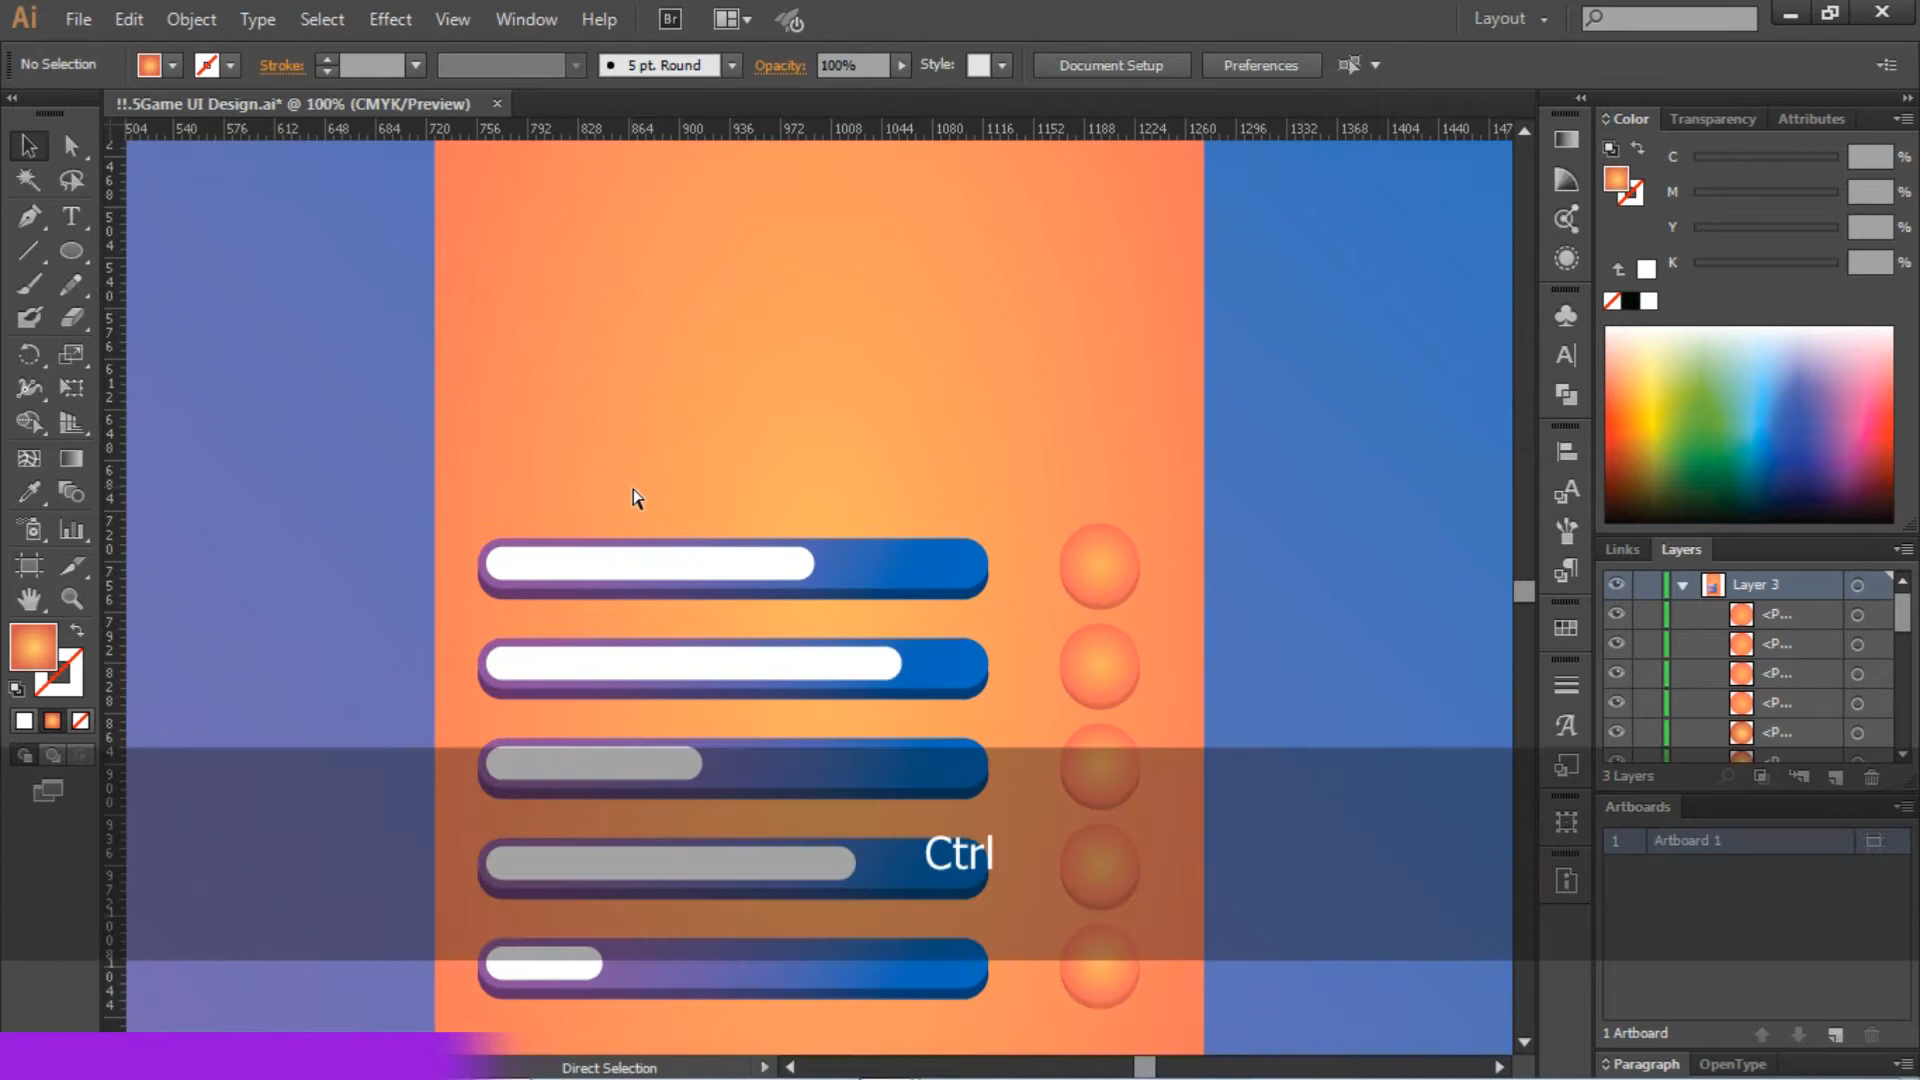 Ai File Edit Object Type Select Effect View Window Help Br Layout
No Selection Stroke: 5 pt. Round Opacity: 100% Style: Document Setup Preferences
!!.5Game UI Design.ai* @ 100% (CMYK/Preview) ×
504 540 576 612 648 684 720 756 792 828 864 900 936 972 1008 1044 1080 1116 1152 1188 1224 1260 1296 1332 1368 1404 1440 147
Color Transparency Attributes
C %
M %
Y %
K %
Links Layers
Layer 3
<P...
<P...
<P...
<P...
<P...
3 Layers
Artboards
1 Artboard 1
Ctrl
1 Artboard
Paragraph OpenType
Direct Selection